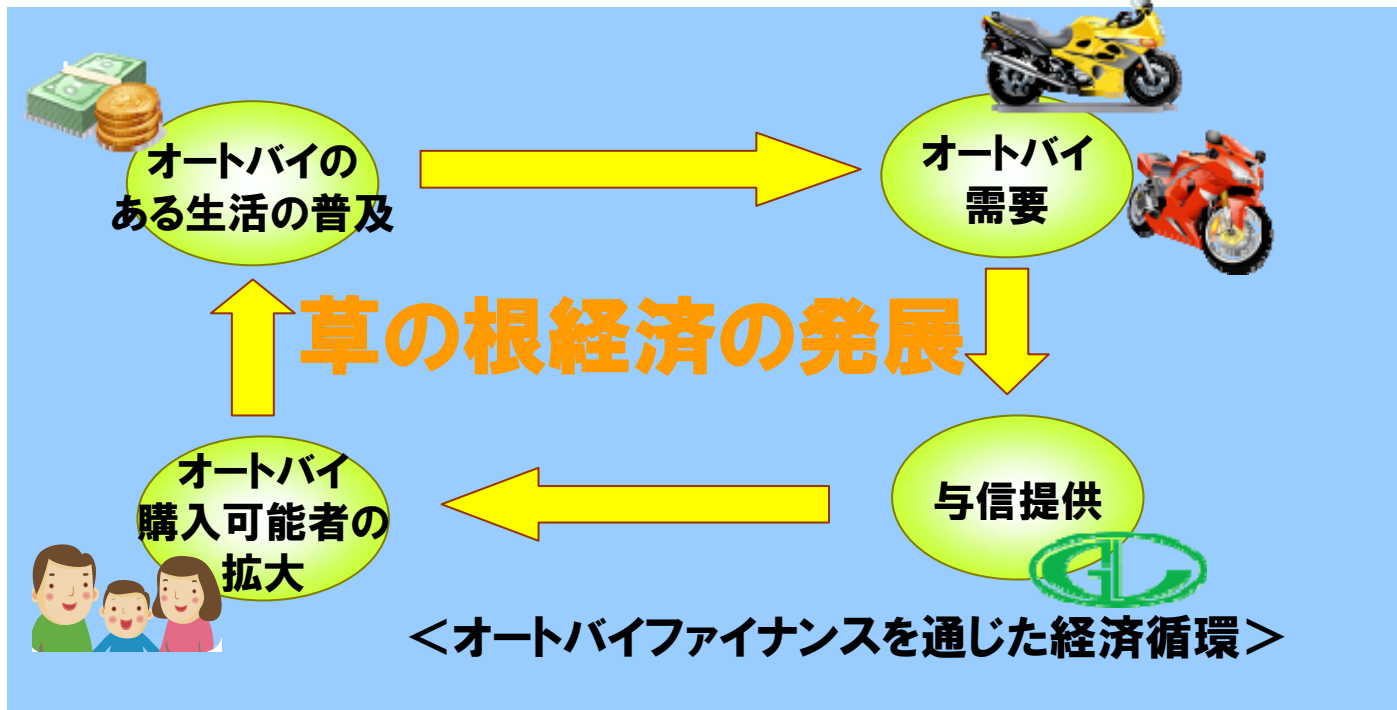 オートバイの
ある生活の普及
オートバイ
需要
草の根経済の発展
オートバイ
購入可能者の
拡大
与信提供
GL
＜オートバイファイナンスを通じた経済循環＞